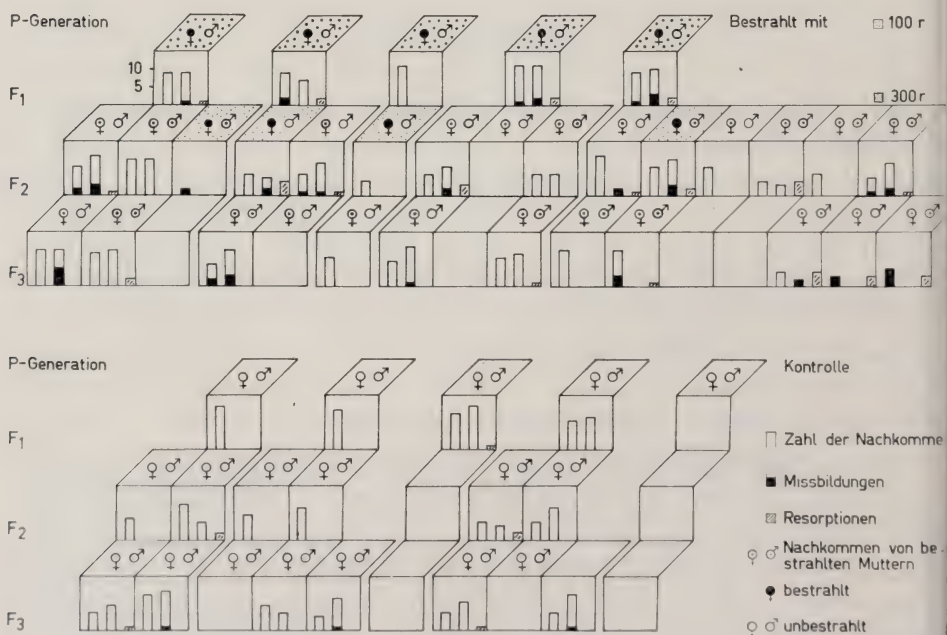 P-Generation
Bestrahlt mit
100 r
10
5
F1
300 r
♀ ♂
F2
F3
P-Generation
Kontrolle
F1
Zahl der Nachkomme
Missbildungen
F2
Resorptionen
♀ ♂ Nachkommen von be-
strahlten Muttern
bestrahlt
F3
♀ ♂ unbestrahlt